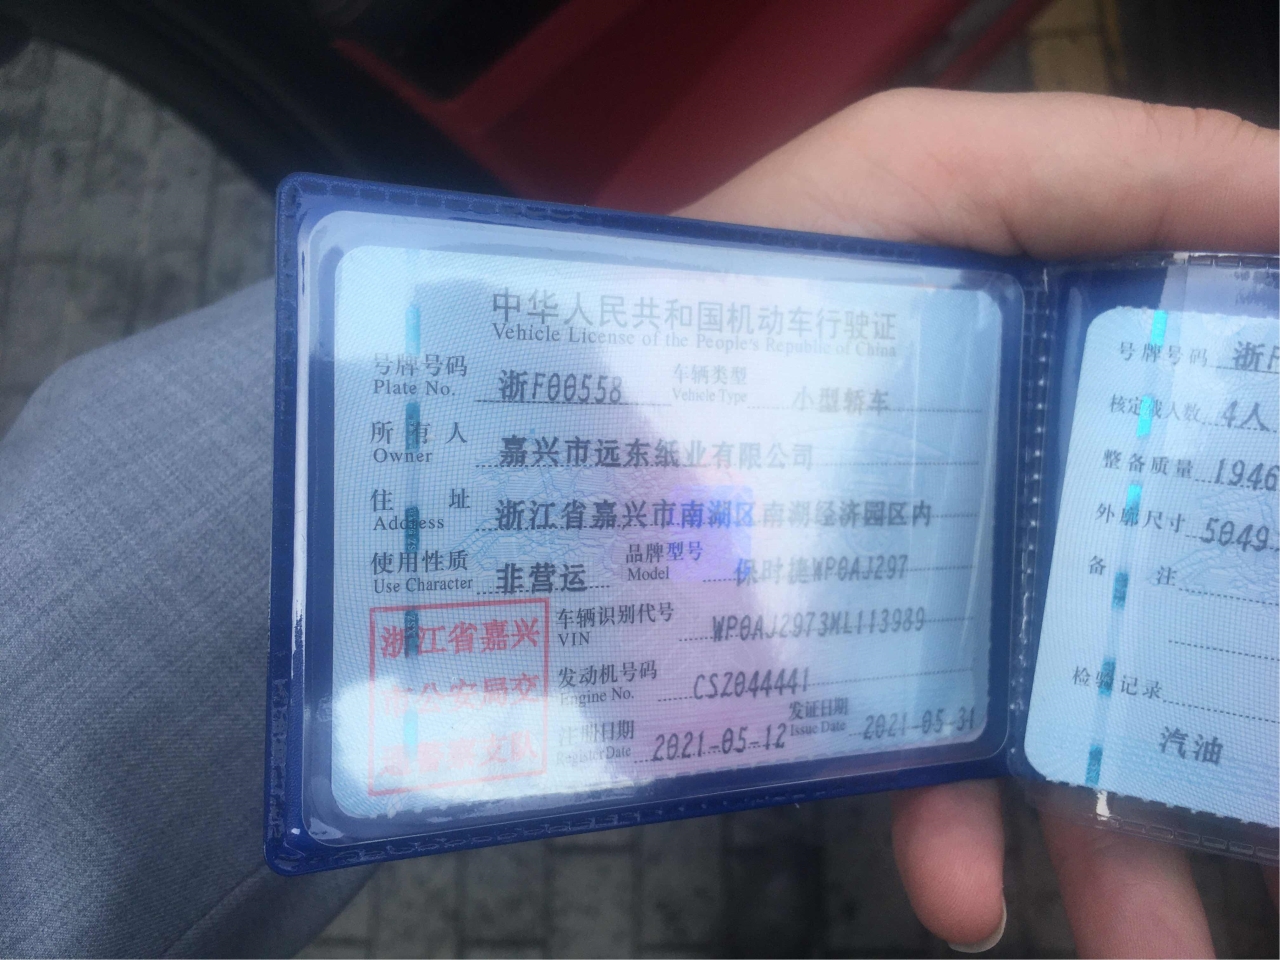 中华人民共和国机动车行驶证
Vehicle License of the People's Republic of China
号牌号码
Plate No.
浙F00558
车辆类型
Vehicle Type
小型轿车
所有人
Owner
嘉兴市远东纸业有限公司
住址
Address
浙江省嘉兴市南湖区南湖经济园区内
使用性质
Use Character
非营运
品牌型号
Model
保时捷WP0AJ297
浙江省嘉兴
市公安局交
通警察支队
车辆识别代号
VIN
WP0AJ2973ML113989
发动机号码
Engine No.
CSZ044441
注册日期
Register Date
2021-05-12
发证日期
Issue Date
2021-05-31
号牌号码 浙F
核定载人数 4人
整备质量 1946
外廓尺寸 5049
备注
检验记录
汽油